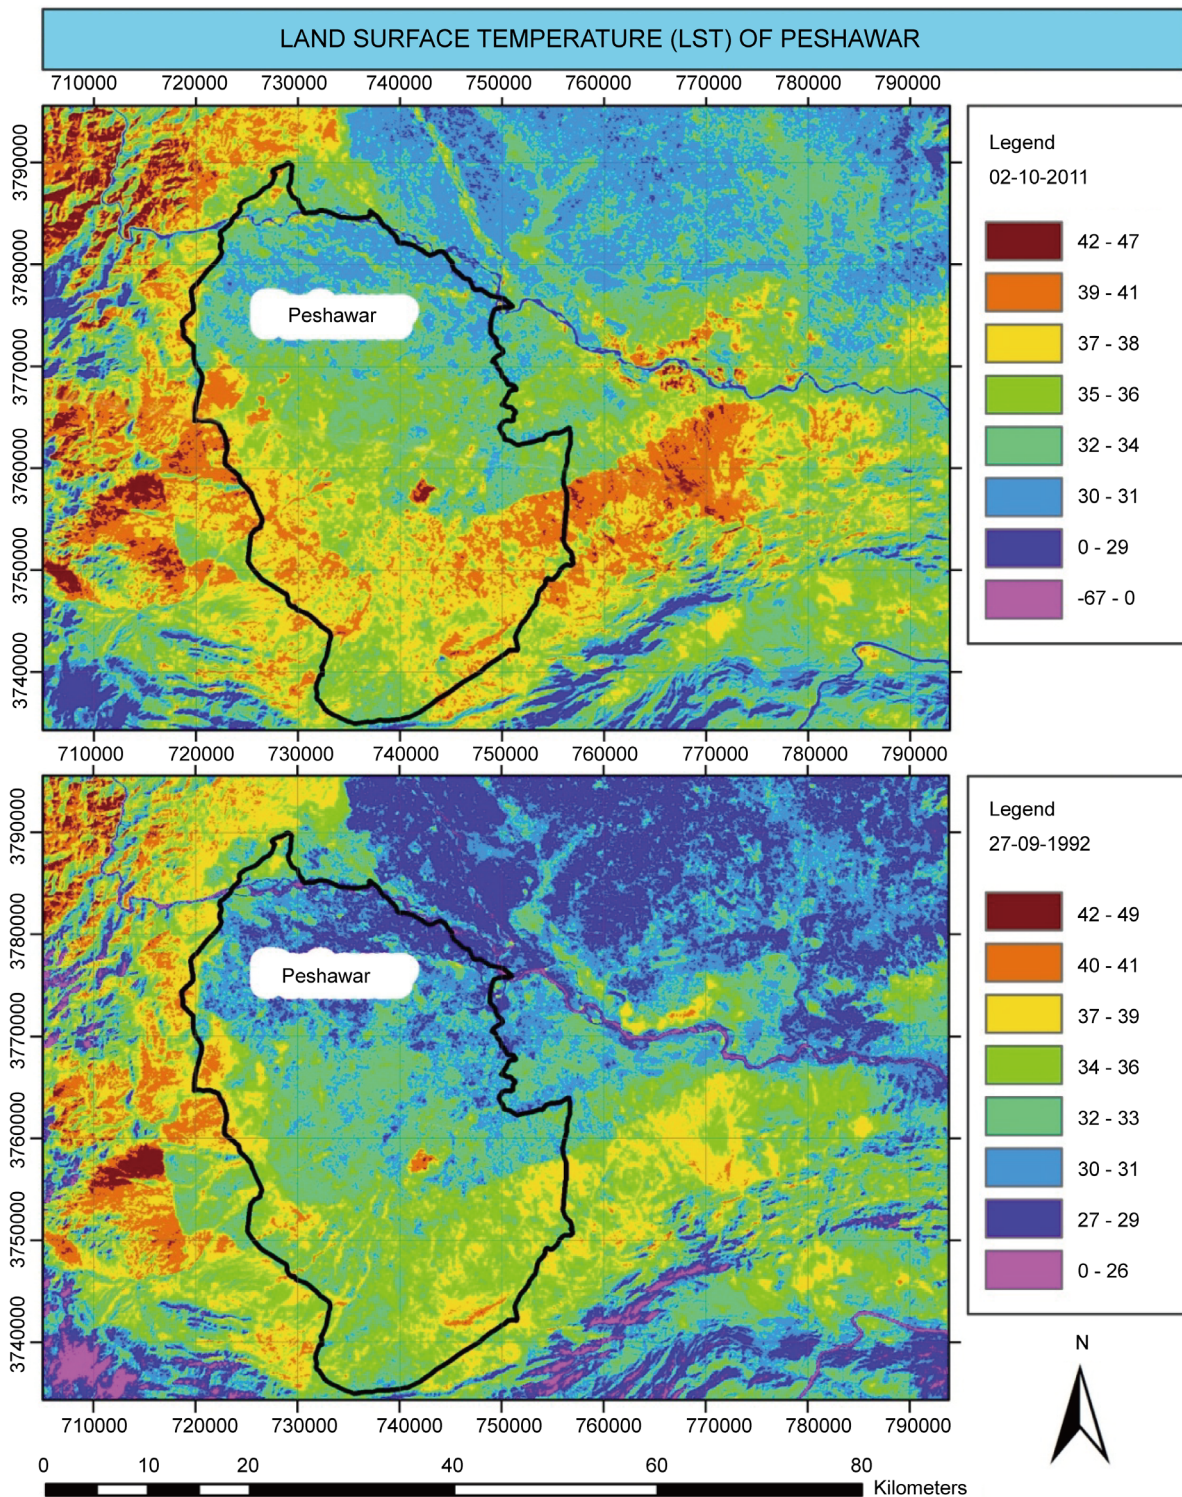 LAND SURFACE TEMPERATURE (LST) OF PESHAWAR
710000 720000 730000 740000 750000 760000 770000 780000 790000
3790000
3780000
3770000
3760000
3750000
3740000
Peshawar
Legend
02-10-2011
42 - 47
39 - 41
37 - 38
35 - 36
32 - 34
30 - 31
0 - 29
-67 - 0
710000 720000 730000 740000 750000 760000 770000 780000 790000
3790000
3780000
3770000
3760000
3750000
3740000
Peshawar
Legend
27-09-1992
42 - 49
40 - 41
37 - 39
34 - 36
32 - 33
30 - 31
27 - 29
0 - 26
N
710000 720000 730000 740000 750000 760000 770000 780000 790000
0 10 20 40 60 80
Kilometers